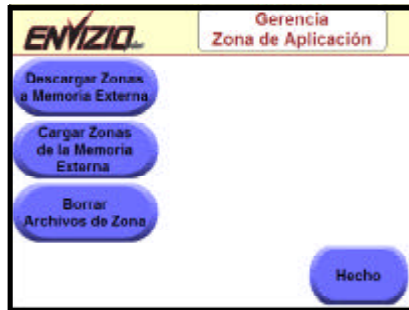 ENVIZIO
Gerencia
Zona de Aplicación
Descargar Zonas
a Memoria Externa
Cargar Zonas
de la Memoria
Externa
Borrar
Archivos de Zona
Hecho